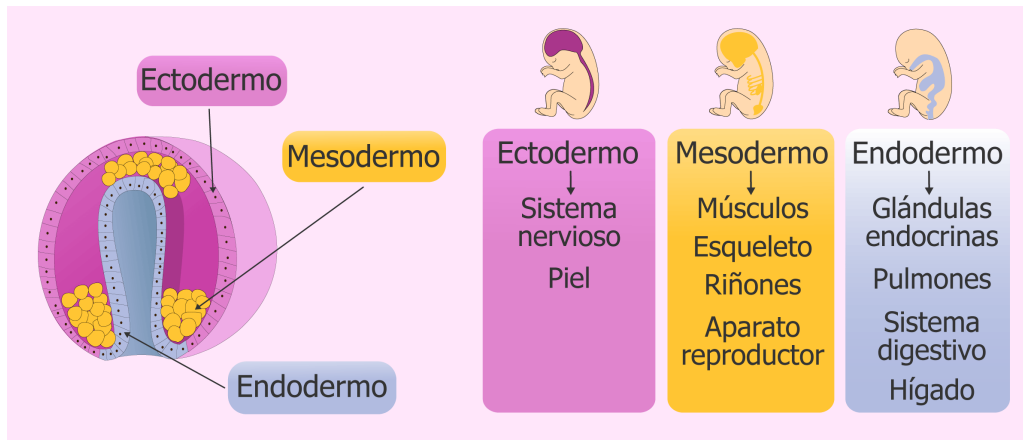 Ectodermo
Mesodermo
Endodermo
Ectodermo
Sistema
nervioso
Piel
Mesodermo
Músculos
Esqueleto
Riñones
Aparato
reproductor
Endodermo
Glándulas
endocrinas
Pulmones
Sistema
digestivo
Hígado